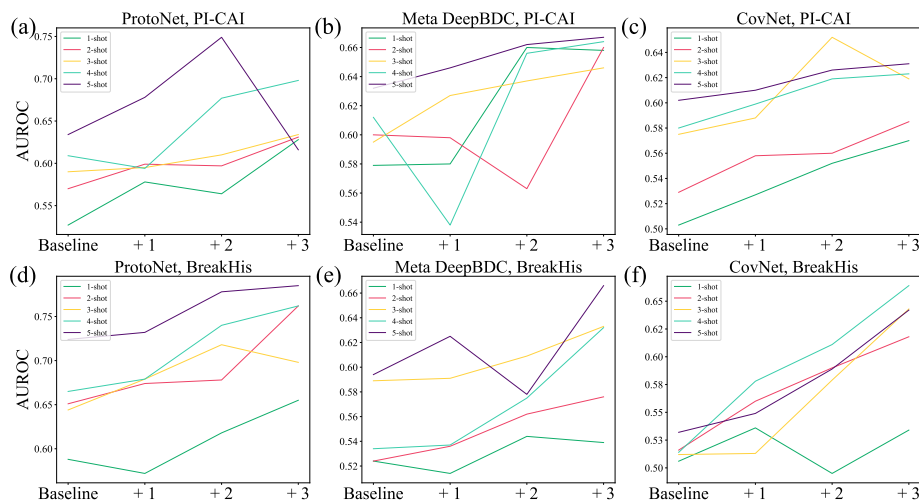 (a) ProtoNet, PI-CAI
1-shot
2-shot
3-shot
4-shot
5-shot
0.75
0.70
0.65
0.60
0.55
AUROC
Baseline + 1 + 2 + 3
(b) Meta DeepBDC, PI-CAI
1-shot
2-shot
3-shot
4-shot
5-shot
0.66
0.64
0.62
0.60
0.58
0.56
0.54
Baseline + 1 + 2 + 3
(c) CovNet, PI-CAI
1-shot
2-shot
3-shot
4-shot
5-shot
0.64
0.62
0.60
0.58
0.56
0.54
0.52
0.50
Baseline + 1 + 2 + 3
(d) ProtoNet, BreakHis
1-shot
2-shot
3-shot
4-shot
5-shot
0.75
0.70
0.65
0.60
AUROC
Baseline + 1 + 2 + 3
(e) Meta DeepBDC, BreakHis
1-shot
2-shot
3-shot
4-shot
5-shot
0.66
0.64
0.62
0.60
0.58
0.56
0.54
0.52
Baseline + 1 + 2 + 3
(f) CovNet, BreakHis
1-shot
2-shot
3-shot
4-shot
5-shot
0.65
0.62
0.60
0.58
0.55
0.53
0.50
Baseline + 1 + 2 + 3